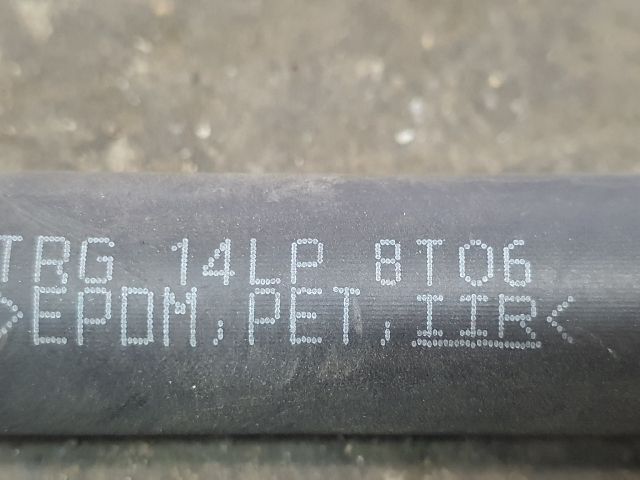 TRG 14LP 8T06
>EPDM,PET,IIR<